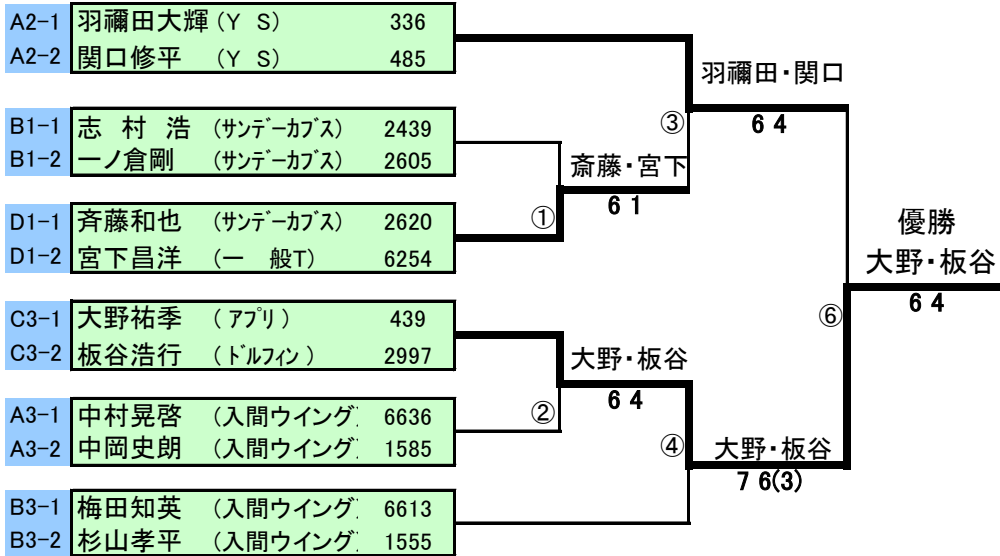 A2-1 羽禰田大輝 (Y S) 336
A2-2 関口修平 (Y S) 485
羽禰田・関口
③ 6 4
B1-1 志村浩 (サンデーカブス) 2439
B1-2 一ノ倉剛 (サンデーカブス) 2605
斎藤・宮下
① 6 1
D1-1 斉藤和也 (サンデーカブス) 2620
D1-2 宮下昌洋 (一 般T) 6254
優勝
大野・板谷
⑥ 6 4
C3-1 大野祐季 (アプリ) 439
C3-2 板谷浩行 (ドルフィン) 2997
大野・板谷
② 6 4
A3-1 中村晃啓 (入間ウイング 6636
A3-2 中岡史朗 (入間ウイング 1585
大野・板谷
④ 7 6(3)
B3-1 梅田知英 (入間ウイング 6613
B3-2 杉山孝平 (入間ウイング 1555